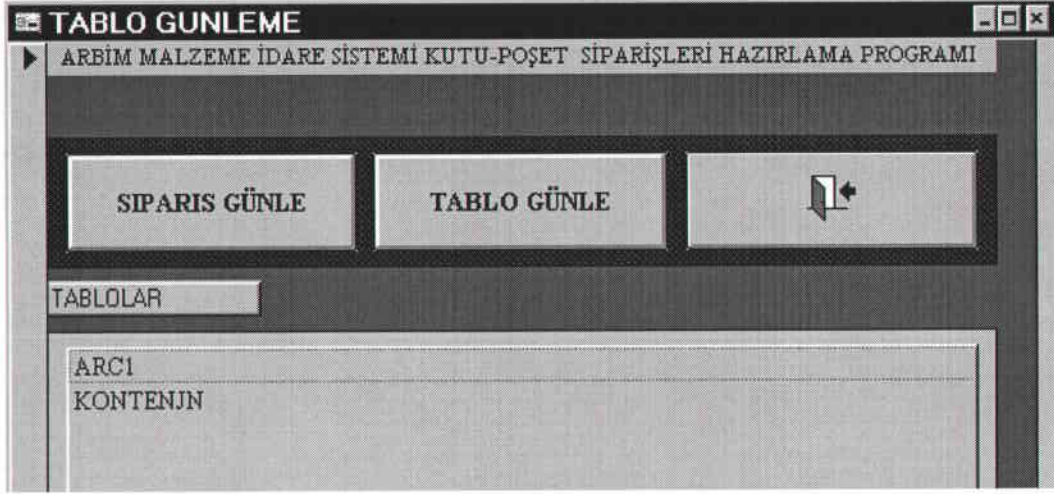 TABLO GUNLEME
ARBİM MALZEME İDARE SİSTEMİ KUTU-POŞET SİPARİŞLERİ HAZIRLAMA PROGRAMI
SIPARIS GÜNLE TABLO GÜNLE
TABLOLAR
ARC1
KONTENJN